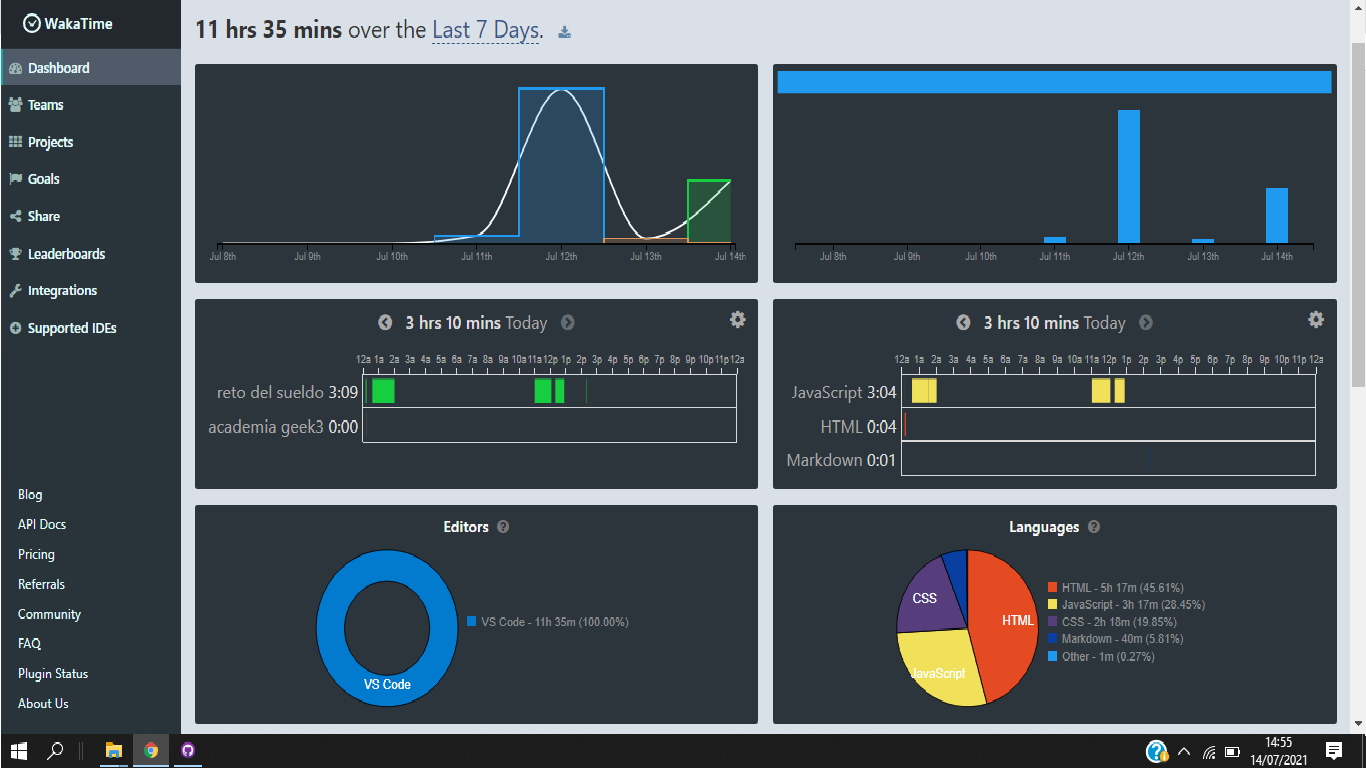 WakaTime
Dashboard
Teams
Projects
Goals
Share
Leaderboards
Integrations
Supported IDEs
Blog
API Docs
Pricing
Referrals
Community
FAQ
Plugin Status
About Us
11 hrs 35 mins over the Last 7 Days.
Jul 8th Jul 9th Jul 10th Jul 11th Jul 12th Jul 13th Jul 14th
Jul 8th Jul 9th Jul 10th Jul 11th Jul 12th Jul 13th Jul 14th
3 hrs 10 mins Today
12a 1a 2a 3a 4a 5a 6a 7a 8a 9a 10a 11a 12p 1p 2p 3p 4p 5p 6p 7p 8p 9p 10p 11p 12a
reto del sueldo 3:09
academia geek3 0:00
3 hrs 10 mins Today
12a 1a 2a 3a 4a 5a 6a 7a 8a 9a 10a 11a 12p 1p 2p 3p 4p 5p 6p 7p 8p 9p 10p 11p 12a
JavaScript 3:04
HTML 0:04
Markdown 0:01
Editors ?
VS Code
VS Code - 11h 35m (100.00%)
Languages ?
CSS
HTML
JavaScript
HTML - 5h 17m (45.61%)
JavaScript - 3h 17m (28.45%)
CSS - 2h 18m (19.85%)
Markdown - 40m (5.81%)
Other - 1m (0.27%)
14:55
14/07/2021